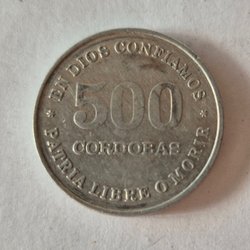 * EN DIOS CONFIAMOS *
500
CORDOBAS
PATRIA LIBRE O MORIR